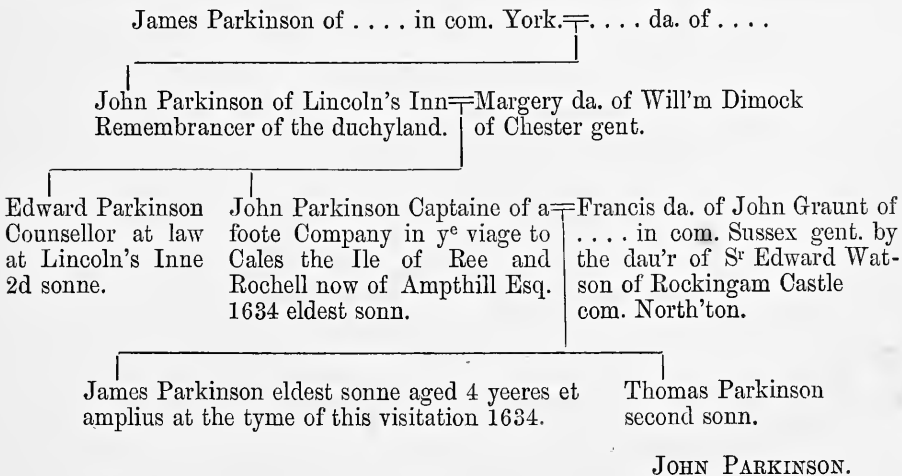 James Parkinson of . . . . in com. York.=. . . . da. of . . . .
John Parkinson of Lincoln's Inn=Margery da. of Will'm Dimock
Remembrancer of the duchyland. of Chester gent.
Edward Parkinson
Counsellor at law
at Lincoln's Inne
2d sonne.
John Parkinson Captaine of a=Francis da. of John Graunt of
foote Company in yᵉ viage to . . . . in com. Sussex gent. by
Cales the Ile of Ree and the dau'r of Sʳ Edward Wat-
Rochell now of Ampthill Esq. son of Rockingam Castle
1634 eldest sonn. com. North'ton.
James Parkinson eldest sonne aged 4 yeeres et
amplius at the tyme of this visitation 1634.
Thomas Parkinson
second sonn.
JOHN PARKINSON.